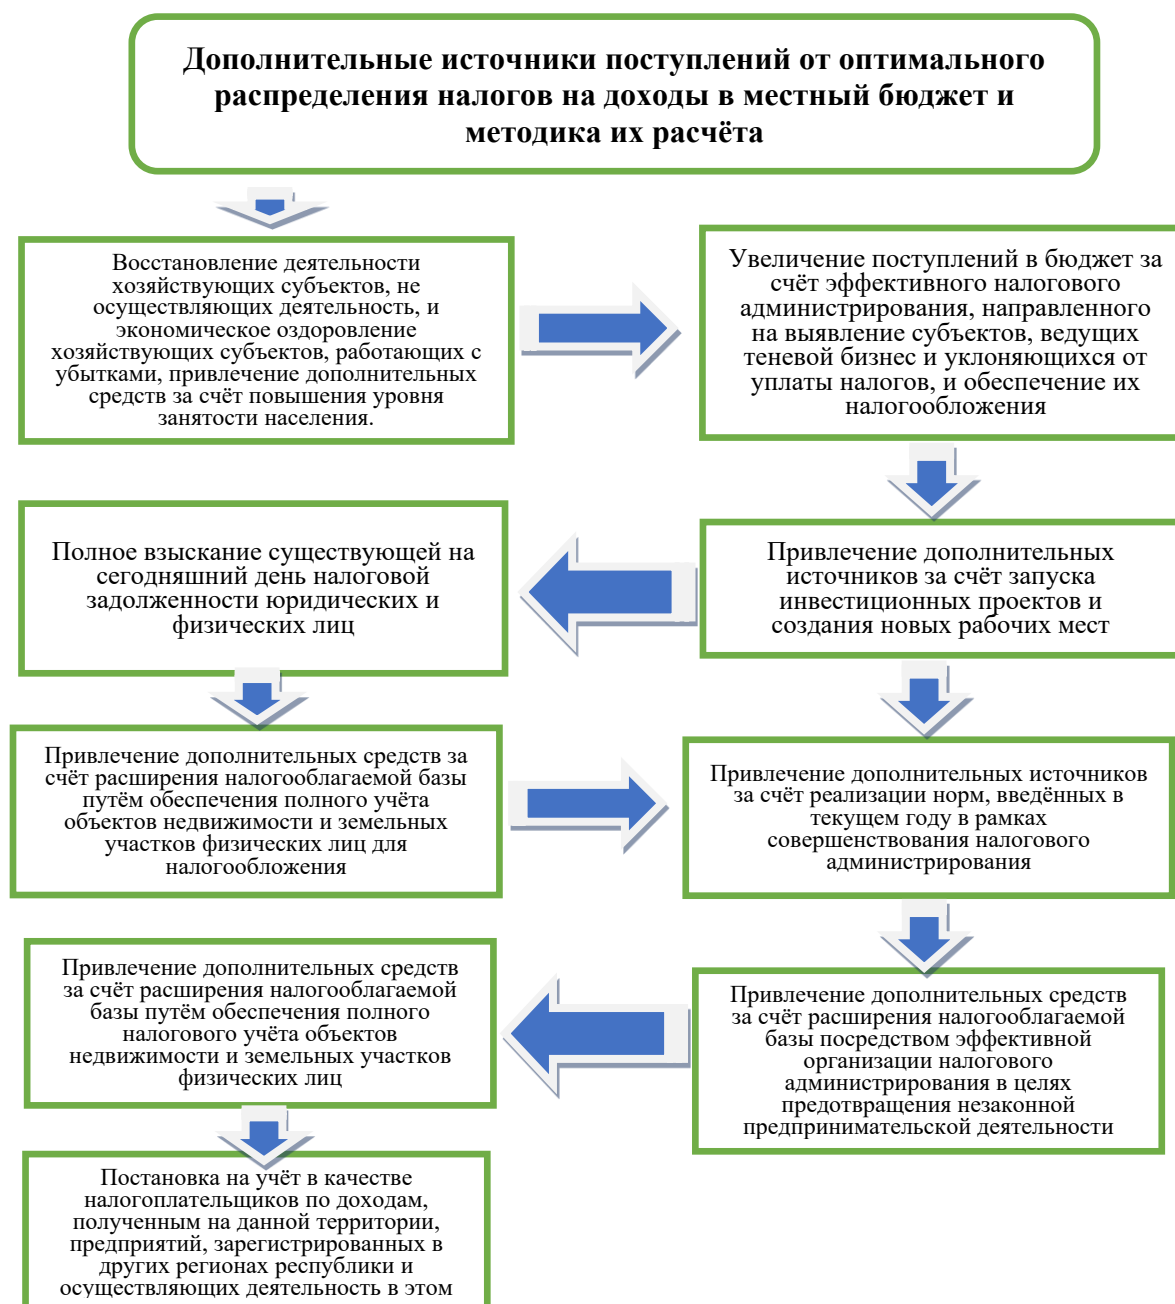 Дополнительные источники поступлений от оптимального
распределения налогов на доходы в местный бюджет и
методика их расчёта
Восстановление деятельности
хозяйствующих субъектов, не
осуществляющих деятельность, и
экономическое оздоровление
хозяйствующих субъектов, работающих с
убытками, привлечение дополнительных
средств за счёт повышения уровня
занятости населения.
Увеличение поступлений в бюджет за
счёт эффективного налогового
администрирования, направленного
на выявление субъектов, ведущих
теневой бизнес и уклоняющихся от
уплаты налогов, и обеспечение их
налогообложения
Привлечение дополнительных
источников за счёт запуска
инвестиционных проектов и
создания новых рабочих мест
Полное взыскание существующей на
сегодняшний день налоговой
задолженности юридических и
физических лиц
Привлечение дополнительных средств за
счёт расширения налогооблагаемой базы
путём обеспечения полного учёта
объектов недвижимости и земельных
участков физических лиц для
налогообложения
Привлечение дополнительных источников
за счёт реализации норм, введённых в
текущем году в рамках
совершенствования налогового
администрирования
Привлечение дополнительных средств
за счёт расширения налогооблагаемой
базы посредством эффективной
организации налогового
администрирования в целях
предотвращения незаконной
предпринимательской деятельности
Привлечение дополнительных средств
за счёт расширения налогооблагаемой
базы путём обеспечения полного
налогового учёта объектов
недвижимости и земельных участков
физических лиц
Постановка на учёт в качестве
налогоплательщиков по доходам,
полученным на данной территории,
предприятий, зарегистрированных в
других регионах республики и
осуществляющих деятельность в этом